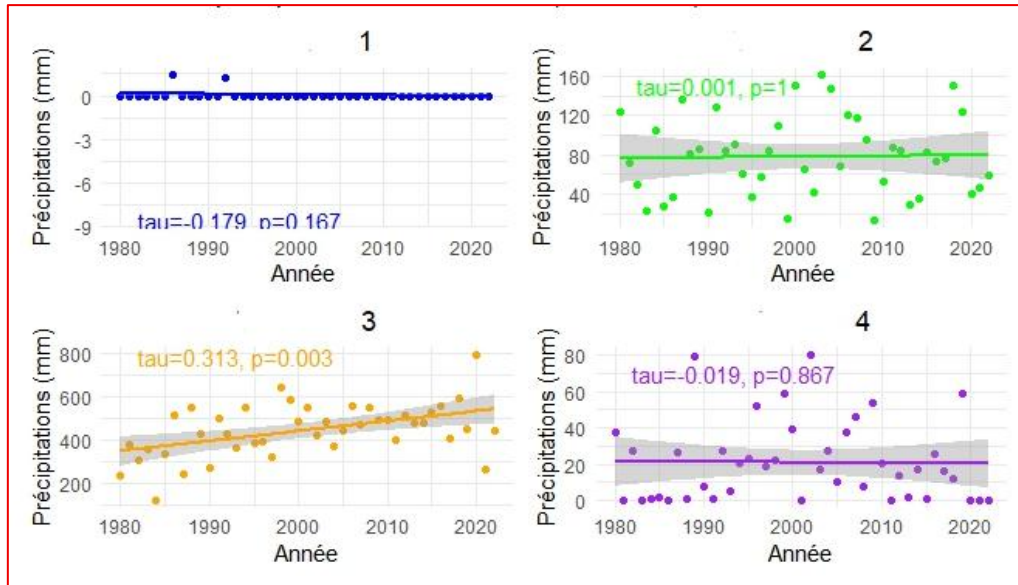 1
Précipitations (mm)
0
-3
-6
-9
tau=-0.179, p=0.167
1980 1990 2000 2010 2020
Année
2
Précipitations (mm)
160
120
80
40
tau=0.001, p=1
1980 1990 2000 2010 2020
Année
3
Précipitations (mm)
800
600
400
200
tau=0.313, p=0.003
1980 1990 2000 2010 2020
Année
4
Précipitations (mm)
80
60
40
20
0
tau=-0.019, p=0.867
1980 1990 2000 2010 2020
Année